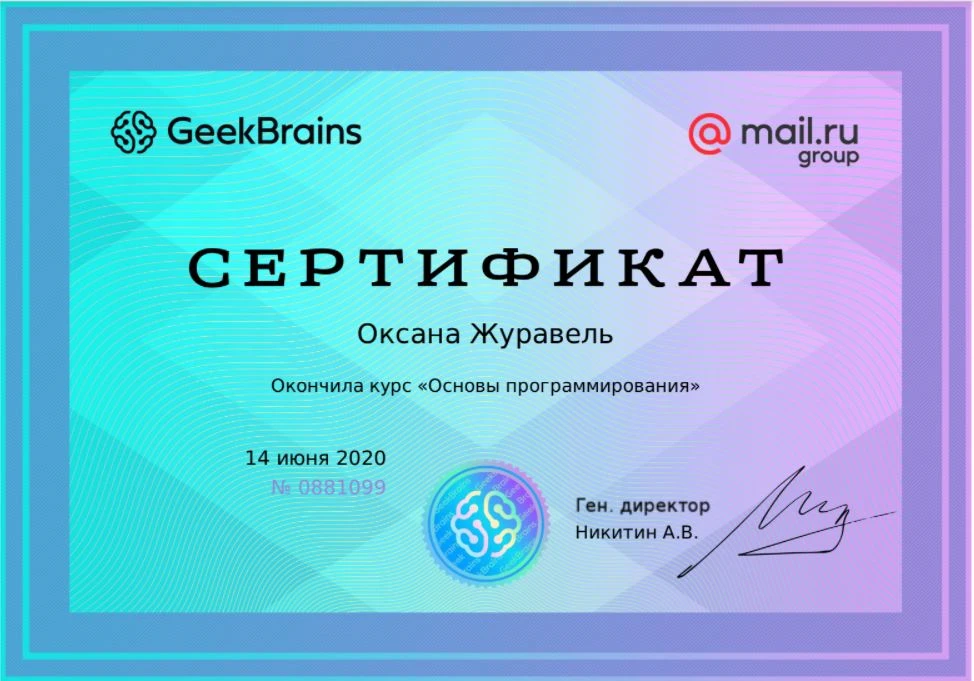 GeekBrains
@ mail.ru
group
СЕРТИФИКАТ
Оксана Журавель
Окончила курс «Основы программирования»
14 июня 2020
№ 0881099
Ген. директор
Никитин А.В.